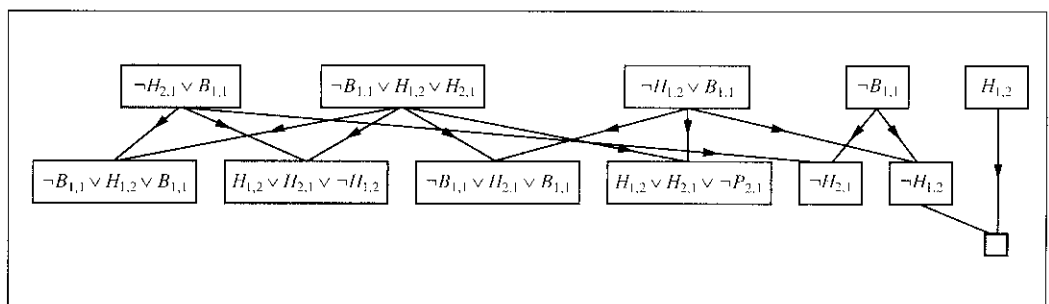 ¬H₂,₁ ∨ B₁,₁ ¬B₁,₁ ∨ H₁,₂ ∨ H₂,₁ ¬H₁,₂ ∨ B₁,₁ ¬B₁,₁ H₁,₂
¬B₁,₁ ∨ H₁,₂ ∨ B₁,₁ H₁,₂ ∨ H₂,₁ ∨ ¬H₁,₂ ¬B₁,₁ ∨ H₂,₁ ∨ B₁,₁ H₁,₂ ∨ H₂,₁ ∨ ¬P₂,₁ ¬H₂,₁ ¬H₁,₂